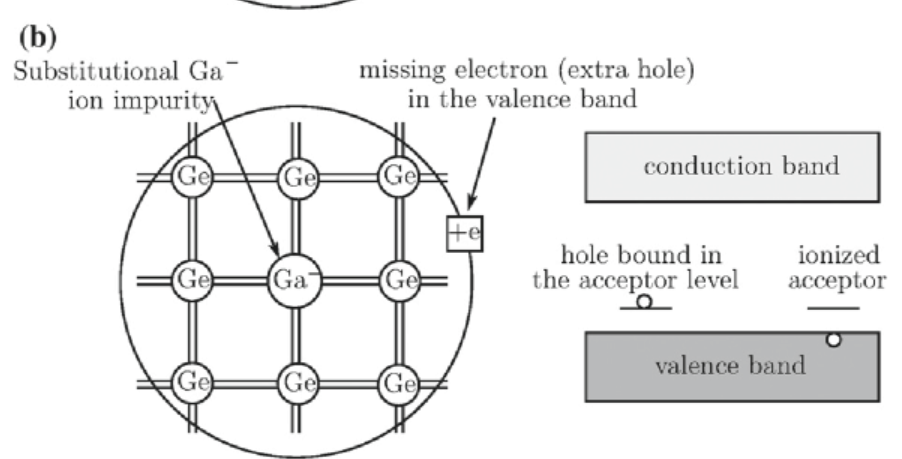 (b)
Substitutional Ga⁻
ion impurity
missing electron (extra hole)
in the valence band
Ge Ge Ge
+e
Ge Ga⁻ Ge
Ge Ge Ge
conduction band
hole bound in
the acceptor level
ionized
acceptor
valence band